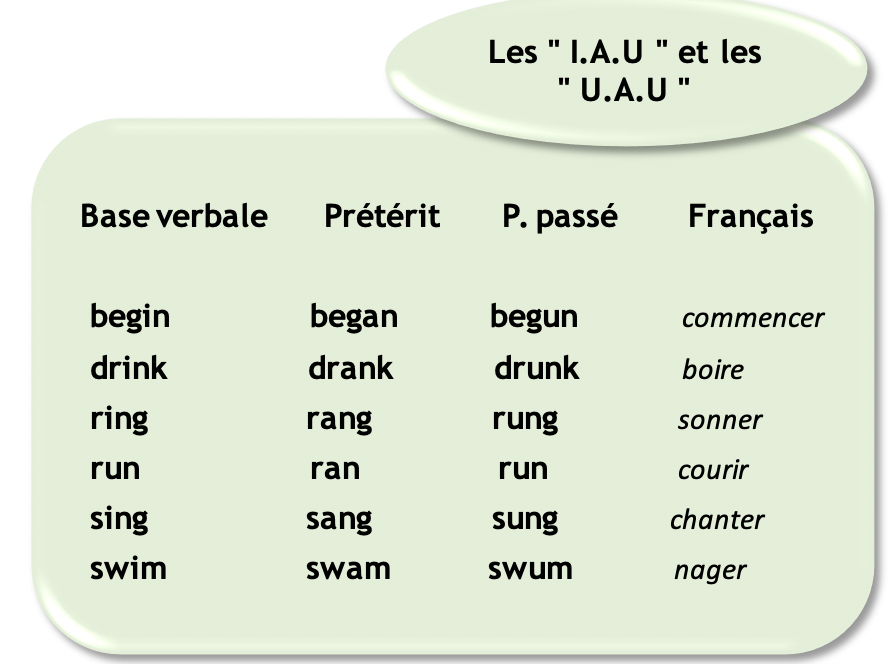 Les " I.A.U " et les
" U.A.U "
Base verbale Prétérit P. passé Français
begin began begun commencer
drink drank drunk boire
ring rang rung sonner
run ran run courir
sing sang sung chanter
swim swam swum nager